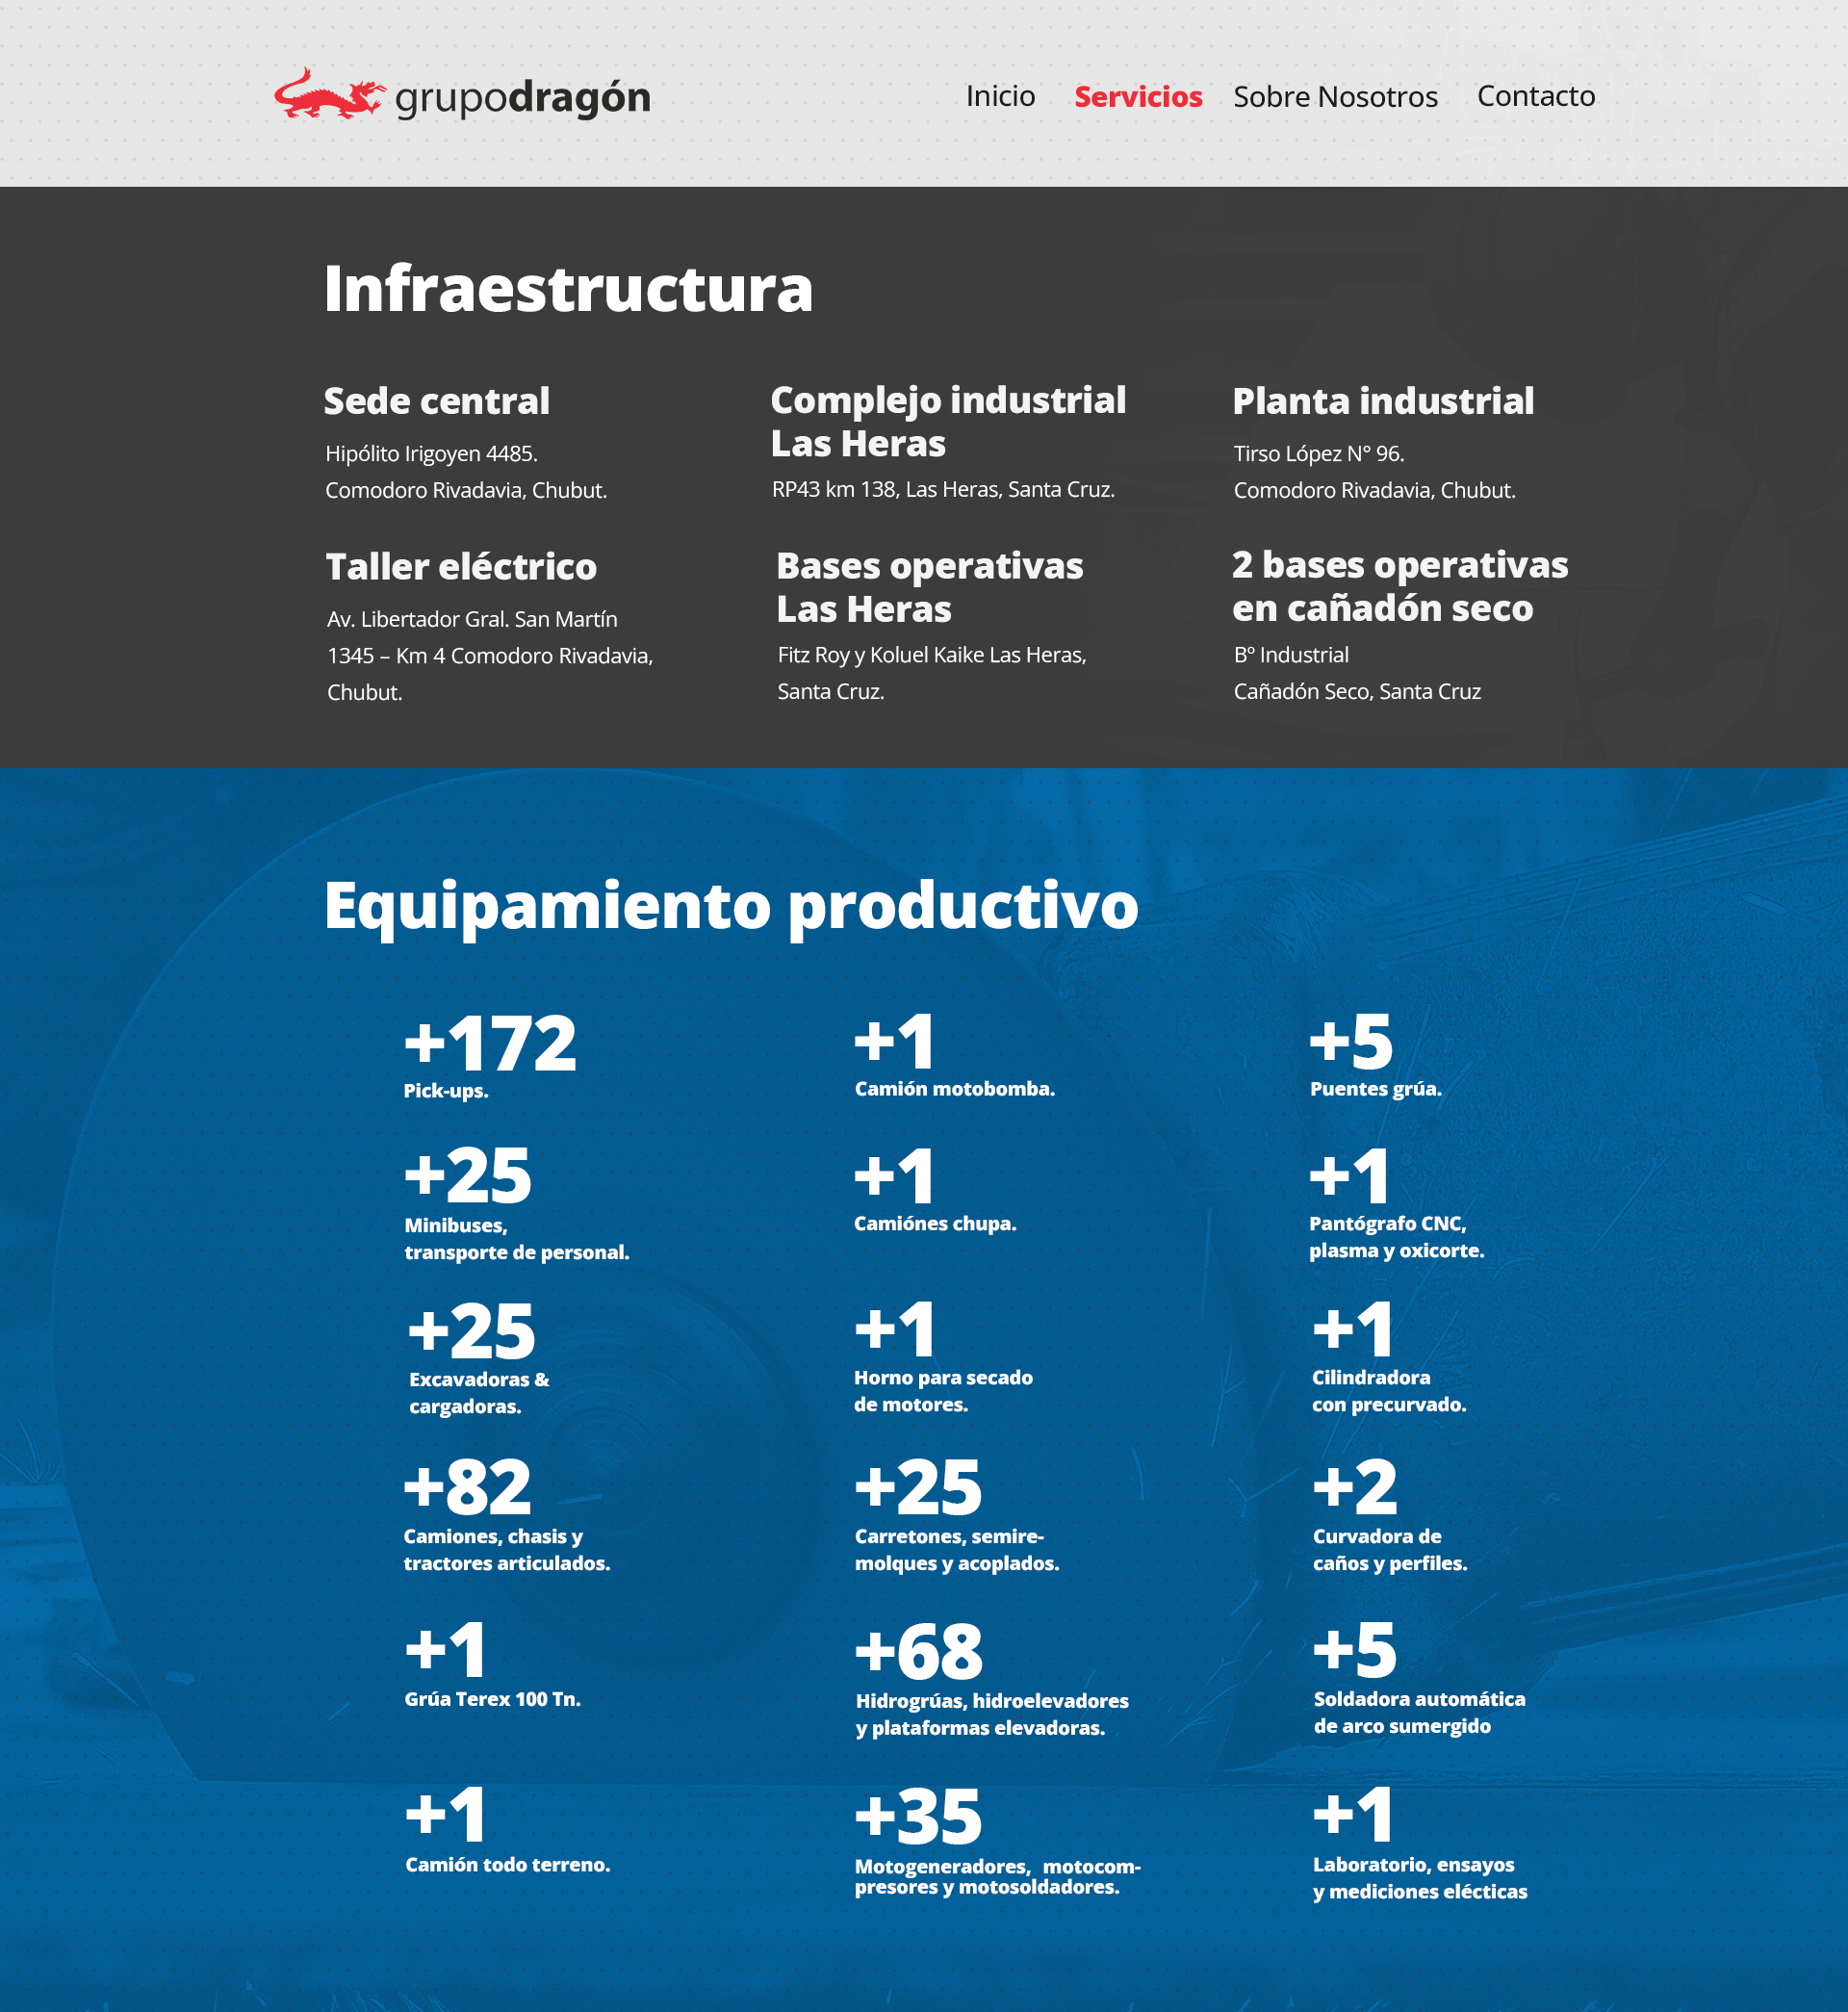 grupodragón
Inicio
Servicios
Sobre Nosotros
Contacto
Infraestructura
Sede central
Hipólito Irigoyen 4485.
Comodoro Rivadavia, Chubut.
Complejo industrial
Las Heras
RP43 km 138, Las Heras, Santa Cruz.
Planta industrial
Tirso López N° 96.
Comodoro Rivadavia, Chubut.
Taller eléctrico
Av. Libertador Gral. San Martín
1345 – Km 4 Comodoro Rivadavia,
Chubut.
Bases operativas
Las Heras
Fitz Roy y Koluel Kaike Las Heras,
Santa Cruz.
2 bases operativas
en cañadón seco
Bº Industrial
Cañadón Seco, Santa Cruz
Equipamiento productivo
+172
Pick-ups.
+1
Camión motobomba.
+5
Puentes grúa.
+25
Minibuses,
transporte de personal.
+1
Camiónes chupa.
+1
Pantógrafo CNC,
plasma y oxicorte.
+25
Excavadoras &
cargadoras.
+1
Horno para secado
de motores.
+1
Cilindradora
con precurvado.
+82
Camiones, chasis y
tractores articulados.
+25
Carretones, semire-
molques y acoplados.
+2
Curvadora de
caños y perfiles.
+1
Grúa Terex 100 Tn.
+68
Hidrogrúas, hidroelevadores
y plataformas elevadoras.
+5
Soldadora automática
de arco sumergido
+1
Camión todo terreno.
+35
Motogeneradores, motocom-
presores y motosoldadores.
+1
Laboratorio, ensayos
y mediciones elécticas